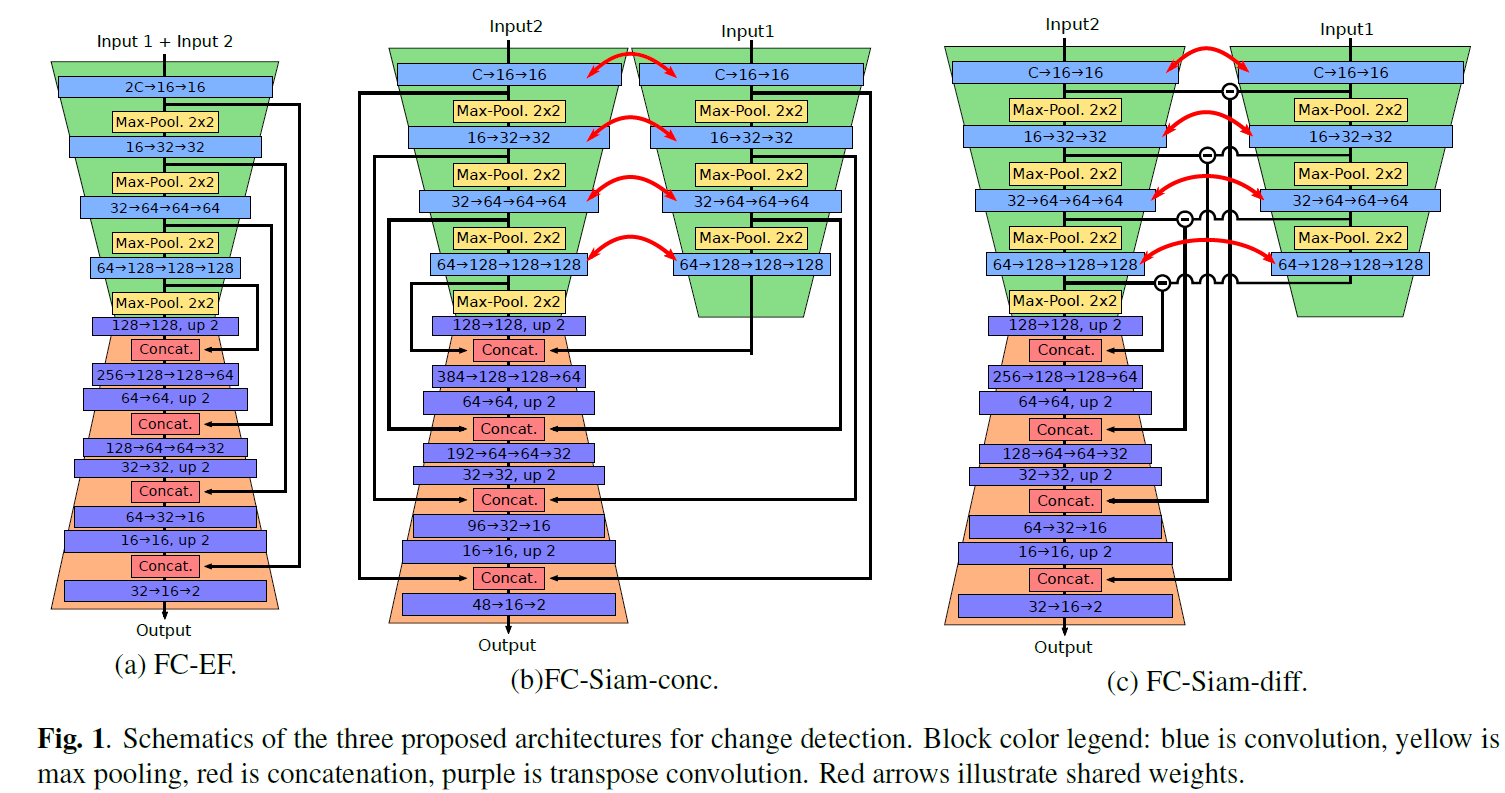 Input 1 + Input 2
2C→16→16
Max-Pool. 2x2
16→32→32
Max-Pool. 2x2
32→64→64→64
Max-Pool. 2x2
64→128→128→128
Max-Pool. 2x2
128→128, up 2
Concat.
256→128→128→64
64→64, up 2
Concat.
128→64→64→32
32→32, up 2
Concat.
64→32→16
16→16, up 2
Concat.
32→16→2
Output
(a) FC-EF.
Input2
C→16→16
Max-Pool. 2x2
16→32→32
Max-Pool. 2x2
32→64→64→64
Max-Pool. 2x2
64→128→128→128
Max-Pool. 2x2
128→128, up 2
Concat.
384→128→128→64
64→64, up 2
Concat.
192→64→64→32
32→32, up 2
Concat.
96→32→16
16→16, up 2
Concat.
48→16→2
Output
Input1
C→16→16
Max-Pool. 2x2
16→32→32
Max-Pool. 2x2
32→64→64→64
Max-Pool. 2x2
64→128→128→128
(b)FC-Siam-conc.
Input2
C→16→16
Max-Pool. 2x2
16→32→32
Max-Pool. 2x2
32→64→64→64
Max-Pool. 2x2
64→128→128→128
Max-Pool. 2x2
128→128, up 2
Concat.
256→128→128→64
64→64, up 2
Concat.
128→64→64→32
32→32, up 2
Concat.
64→32→16
16→16, up 2
Concat.
32→16→2
Output
Input1
C→16→16
Max-Pool. 2x2
16→32→32
Max-Pool. 2x2
32→64→64→64
Max-Pool. 2x2
64→128→128→128
(c) FC-Siam-diff.
Fig. 1. Schematics of the three proposed architectures for change detection. Block color legend: blue is convolution, yellow is
max pooling, red is concatenation, purple is transpose convolution. Red arrows illustrate shared weights.